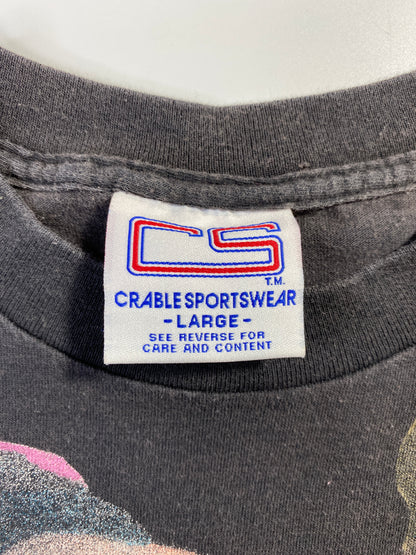 CS
T.M.
CRABLE SPORTSWEAR
- LARGE -
SEE REVERSE FOR
CARE AND CONTENT